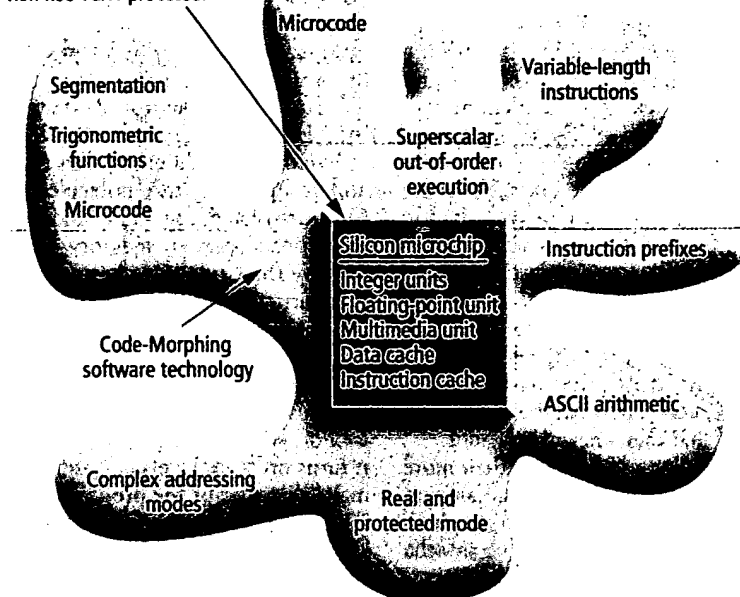 Microcode
Segmentation
Trigonometric
functions
Microcode
Variable-length
instructions
Superscalar
out-of-order
execution
Silicon microchip
Integer units
Floating-point unit
Multimedia unit
Data cache
Instruction cache
Instruction prefixes
Code-Morphing
software technology
ASCII arithmetic
Complex addressing
modes
Real and
protected mode